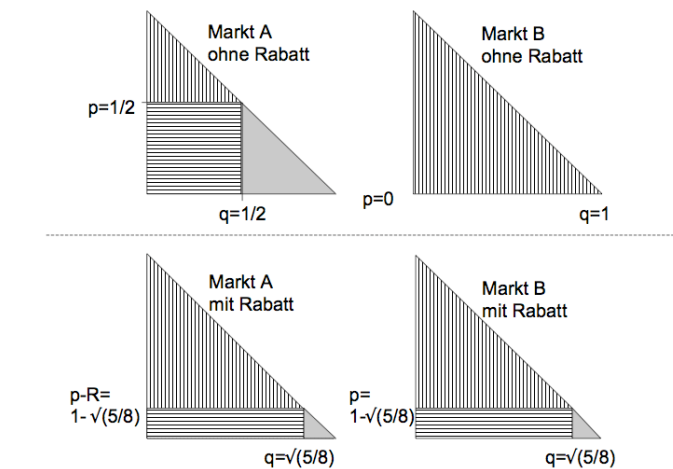 Markt A
ohne Rabatt
p=1/2
q=1/2
Markt B
ohne Rabatt
p=0
q=1
Markt A
mit Rabatt
p-R=
1- √(5/8)
q=√(5/8)
Markt B
mit Rabatt
p=
1-√(5/8)
q=√(5/8)